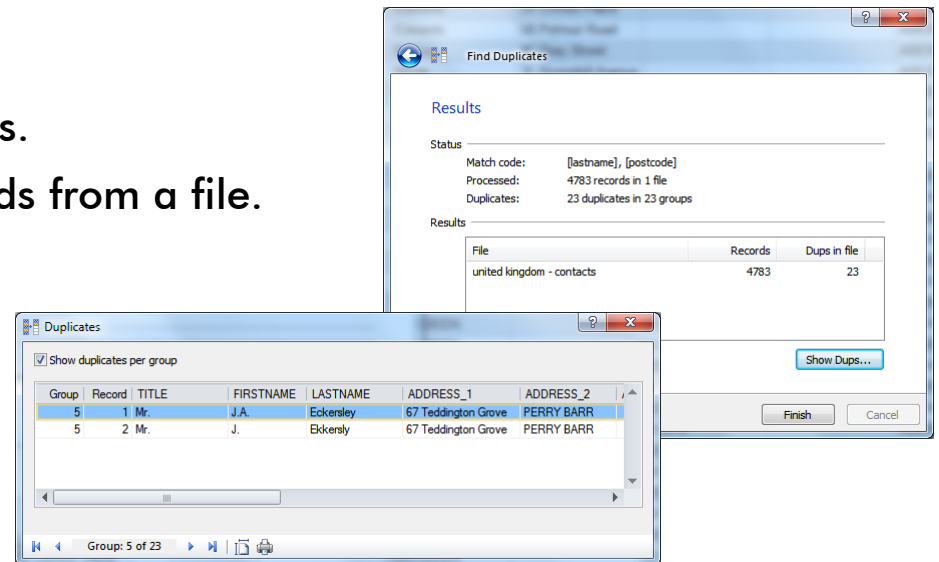 s.
ds from a file.
Find Duplicates
Results
Status
Match code: [lastname], [postcode]
Processed: 4783 records in 1 file
Duplicates: 23 duplicates in 23 groups
Results
File Records Dups in file
united kingdom - contacts 4783 23
Show Dups...
Finish Cancel
Duplicates
Show duplicates per group
Group Record TITLE FIRSTNAME LASTNAME ADDRESS_1 ADDRESS_2
5 1 Mr. J.A. Eckersley 67 Teddington Grove PERRY BARR
5 2 Mr. J. Ekkersly 67 Teddington Grove PERRY BARR
Group: 5 of 23